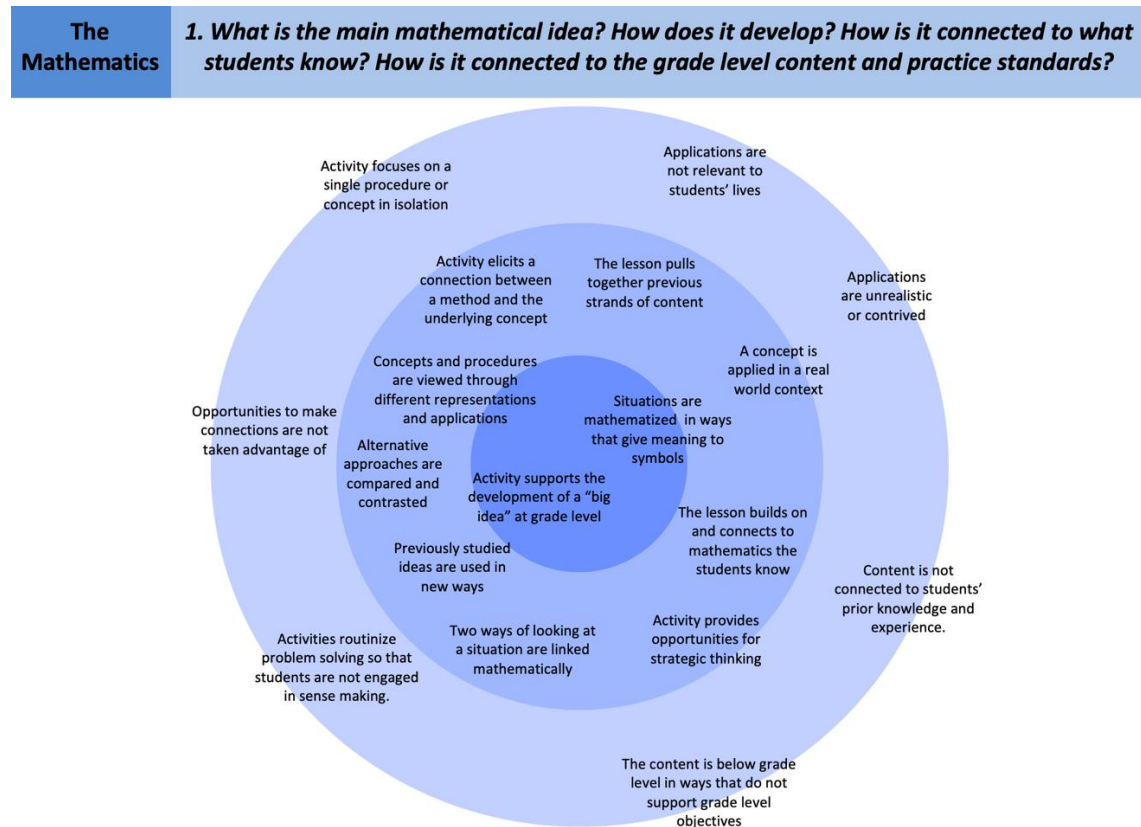 The
Mathematics
1. What is the main mathematical idea? How does it develop? How is it connected to what
students know? How is it connected to the grade level content and practice standards?
Activity focuses on a
single procedure or
concept in isolation
Applications are
not relevant to
students’ lives
Activity elicits a
connection between
a method and the
underlying concept
The lesson pulls
together previous
strands of content
Applications
are unrealistic
or contrived
Concepts and procedures
are viewed through
different representations
and applications
A concept is
applied in a real
world context
Situations are
mathematized in ways
that give meaning to
symbols
Opportunities to make
connections are not
taken advantage of
Alternative
approaches are
compared and
contrasted
Activity supports the
development of a “big
idea” at grade level
The lesson builds on
and connects to
mathematics the
students know
Previously studied
ideas are used in
new ways
Content is not
connected to students’
prior knowledge and
experience.
Activities routinize
problem solving so that
students are not engaged
in sense making.
Two ways of looking at
a situation are linked
mathematically
Activity provides
opportunities for
strategic thinking
The content is below grade
level in ways that do not
support grade level
objectives